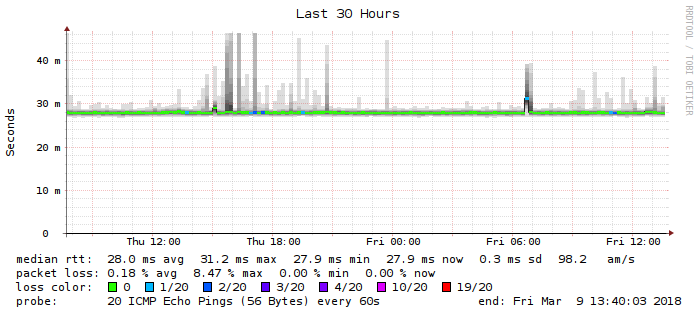 Last 30 Hours
RRDTOOL / TOBI OETIKER
Seconds
40 m
30 m
20 m
10 m
0
Thu 12:00 Thu 18:00 Fri 00:00 Fri 06:00 Fri 12:00
median rtt: 28.0 ms avg 31.2 ms max 27.9 ms min 27.9 ms now 0.3 ms sd 98.2 am/s
packet loss: 0.18 % avg 8.47 % max 0.00 % min 0.00 % now
loss color: 0 1/20 2/20 3/20 4/20 10/20 19/20
probe: 20 ICMP Echo Pings (56 Bytes) every 60s end: Fri Mar 9 13:40:03 2018